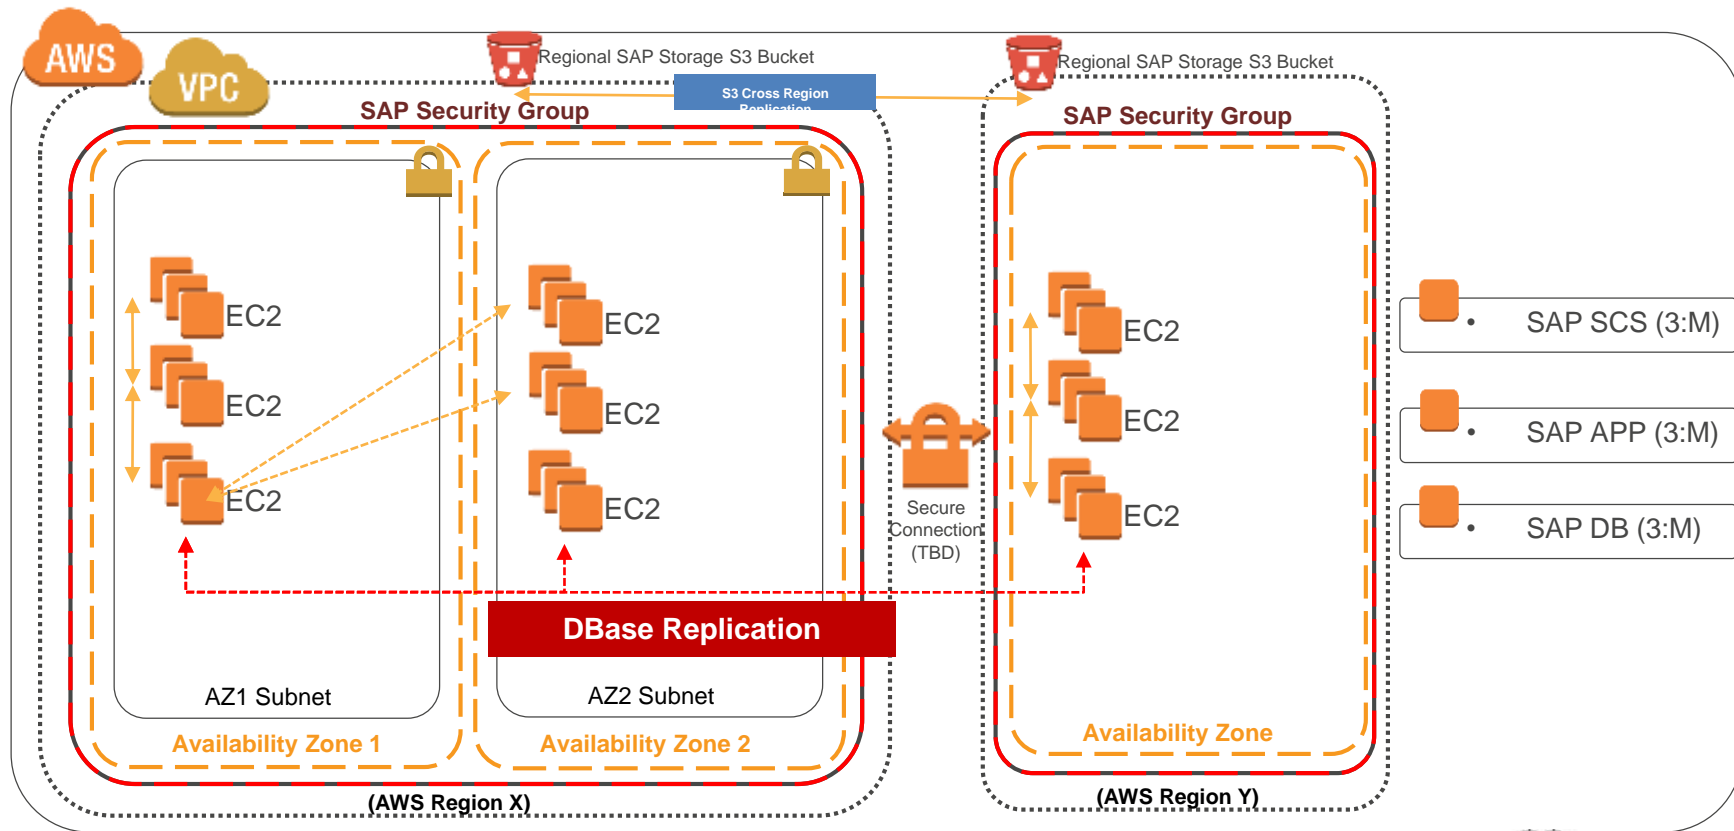 AWS
VPC
Regional SAP Storage S3 Bucket
Regional SAP Storage S3 Bucket
S3 Cross Region
Replication
SAP Security Group
SAP Security Group
EC2
EC2
EC2
EC2
EC2
EC2
EC2
EC2
EC2
• SAP SCS (3:M)
• SAP APP (3:M)
• SAP DB (3:M)
Secure
Connection
(TBD)
DBase Replication
AZ1 Subnet
AZ2 Subnet
Availability Zone 1
Availability Zone 2
Availability Zone
(AWS Region X)
(AWS Region Y)